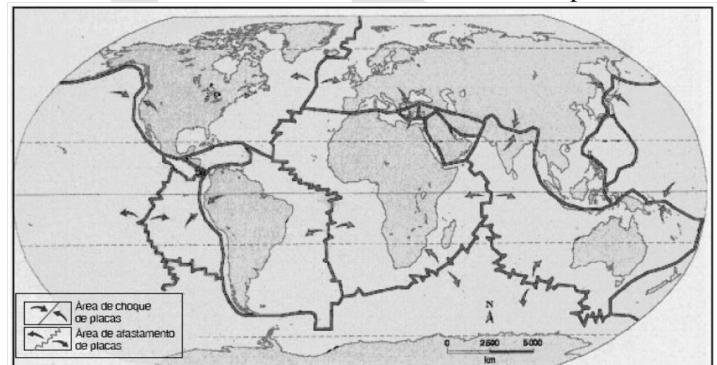 Área de choque
de placas
Área de afastamento
de placas
N
0 2500 5000
km